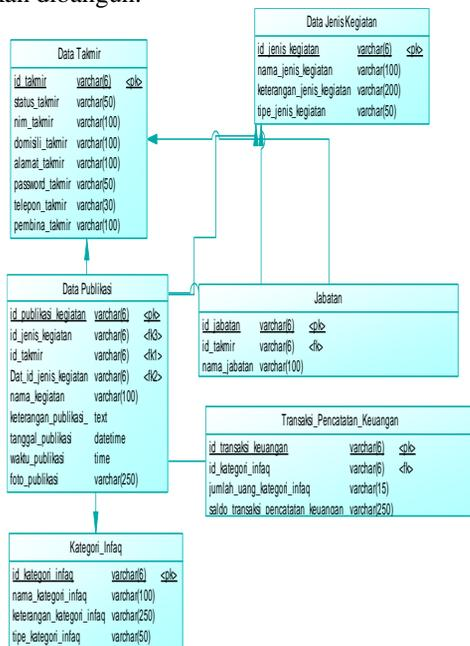 kan dibangun.
Data Takmir
id_takmir varchar(6) <pk>
status_takmir varchar(50)
nim_takmir varchar(100)
domisili_takmir varchar(100)
alamat_takmir varchar(100)
password_takmir varchar(50)
telepon_takmir varchar(30)
pembina_takmir varchar(100)
Data Jenis Kegiatan
id_jenis_kegiatan varchar(6) <pk>
nama_jenis_kegiatan varchar(100)
keterangan_jenis_kegiatan varchar(200)
tipe_jenis_kegiatan varchar(50)
Data Publikasi
id_publikasi_kegiatan varchar(6) <pk>
id_jenis_kegiatan varchar(6) <fk3>
id_takmir varchar(6) <fk1>
Dat_id_jenis_kegiatan varchar(6) <fk2>
nama_kegiatan varchar(100)
keterangan_publikasi_ text
tanggal_publikasi datetime
waktu_publikasi time
foto_publikasi varchar(250)
Jabatan
id_jabatan varchar(6) <pk>
id_takmir varchar(6) <fk>
nama_jabatan varchar(100)
Transaksi_Pencatatan_Keuangan
id_transaksi_keuangan varchar(6) <pk>
id_kategori_infaq varchar(6) <fk>
jumlah_uang_kategori_infaq varchar(15)
saldo_transaksi_pencatatan_keuangan varchar(250)
Kategori_Infaq
id_kategori_infaq varchar(6) <pk>
nama_kategori_infaq varchar(100)
keterangan_kategori_infaq varchar(250)
tipe_kategori_infaq varchar(50)